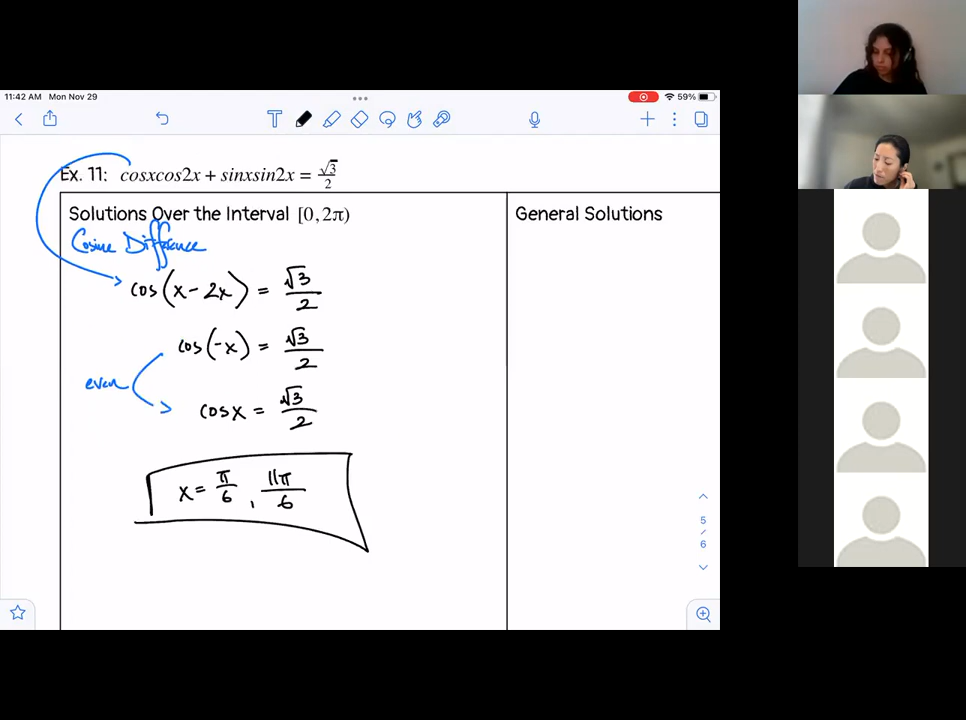 11:42 AM Mon Nov 29
59%
Ex. 11: cosxcos2x + sinxsin2x = √3/2
Solutions Over the Interval [0, 2π)
General Solutions
Cosine Difference
cos(x - 2x) = √3/2
cos(-x) = √3/2
even
cosx = √3/2
x = π/6, 11π/6
5/6